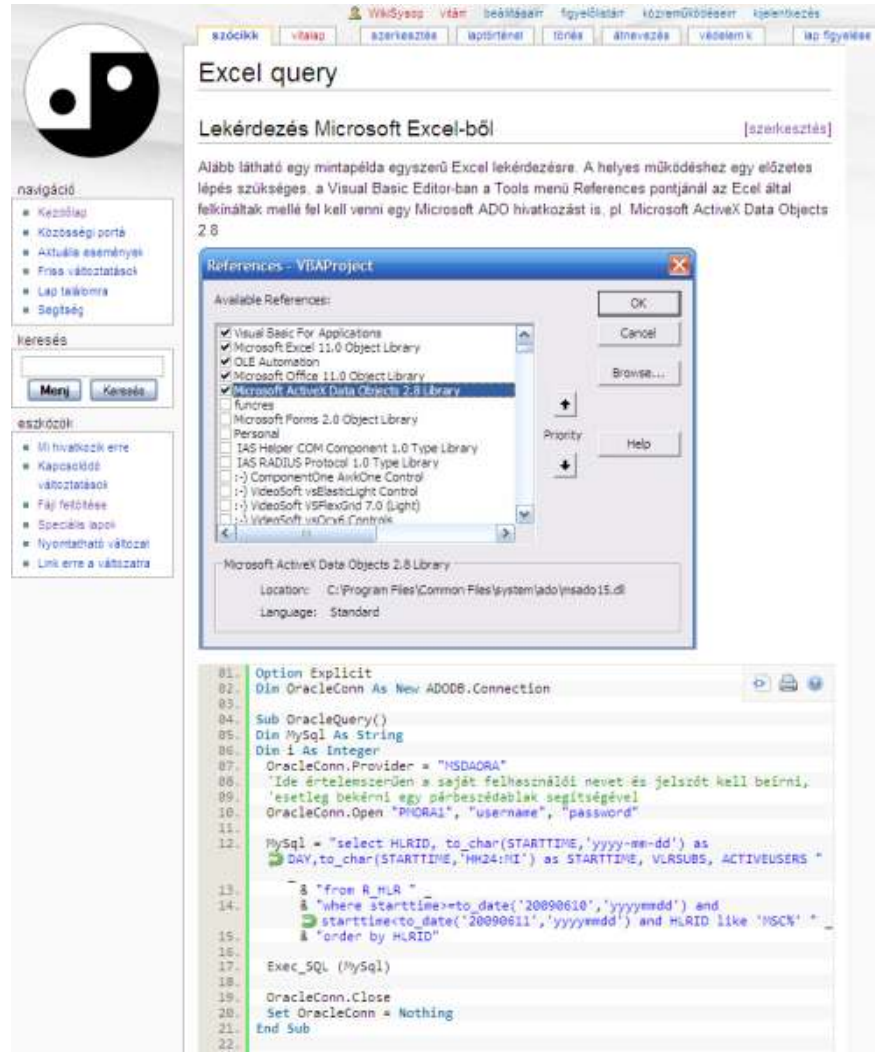 WikiSysop vitám beállításaim figyelőlistám közreműködéseim kijelentkezés
szócikk vitalap szerkesztés laptörténet törlés átnevezés védelem k lap figyelése
Excel query
Lekérdezés Microsoft Excel-ből [szerkesztés]
Alább látható egy mintapélda egyszerű Excel lekérdezésre. A helyes működéshez egy előzetes
lépés szükséges, a Visual Basic Editor-ban a Tools menü References pontjánál az Ecel által
felkínáltak mellé fel kell venni egy Microsoft ADO hivatkozást is, pl. Microsoft ActiveX Data Objects
2.8
navigáció
Kezdőlap
Közösségi portá
Aktuális események
Friss változtatások
Lap találomra
Segítség
keresés
Menj Keresés
eszközök
Mi hivatkozik erre
Kapcsolódó
változtatások
Fájl feltöltése
Speciális lapok
Nyomtatható változat
Link erre a változatra
References - VBAProject
Available References:
OK
Cancel
Browse...
Priority
Help
Visual Basic For Applications
Microsoft Excel 11.0 Object Library
OLE Automation
Microsoft Office 11.0 Object Library
Microsoft ActiveX Data Objects 2.8 Library
funcres
Microsoft Forms 2.0 Object Library
Personal
IAS Helper COM Component 1.0 Type Library
IAS RADIUS Protocol 1.0 Type Library
:-) ComponentOne AwkOne Control
:-) VideoSoft vsElasticLight Control
:-) VideoSoft VSFlexGrid 7.0 (Light)
:-) VideoSoft vsOcx6 Controls
Microsoft ActiveX Data Objects 2.8 Library
Location: C:\Program Files\Common Files\system\ado\msado15.dll
Language: Standard
01. Option Explicit
02. Dim OracleConn As New ADODB.Connection
03.
04. Sub OracleQuery()
05. Dim MySql As String
06. Dim i As Integer
07. OracleConn.Provider = "MSDAORA"
08. 'Ide értelemszerűen a saját felhasználói nevet és jelszót kell beírni,
09. 'esetleg bekérni egy párbeszédablak segítségével
10. OracleConn.Open "PMORA1", "username", "password"
11.
12. MySql = "select HLRID, to_char(STARTTIME,'yyyy-mm-dd') as
DAY,to_char(STARTTIME,'HH24:MI') as STARTTIME, VLRSUBS, ACTIVEUSERS "
_
13. & "from R_HLR " _
14. & "where starttime>=to_date('20090610','yyyymmdd') and
starttime<to_date('20090611','yyyymmdd') and HLRID like 'MSC%' " _
15. & "order by HLRID"
16.
17. Exec_SQL (MySql)
18.
19. OracleConn.Close
20. Set OracleConn = Nothing
21. End Sub
22.